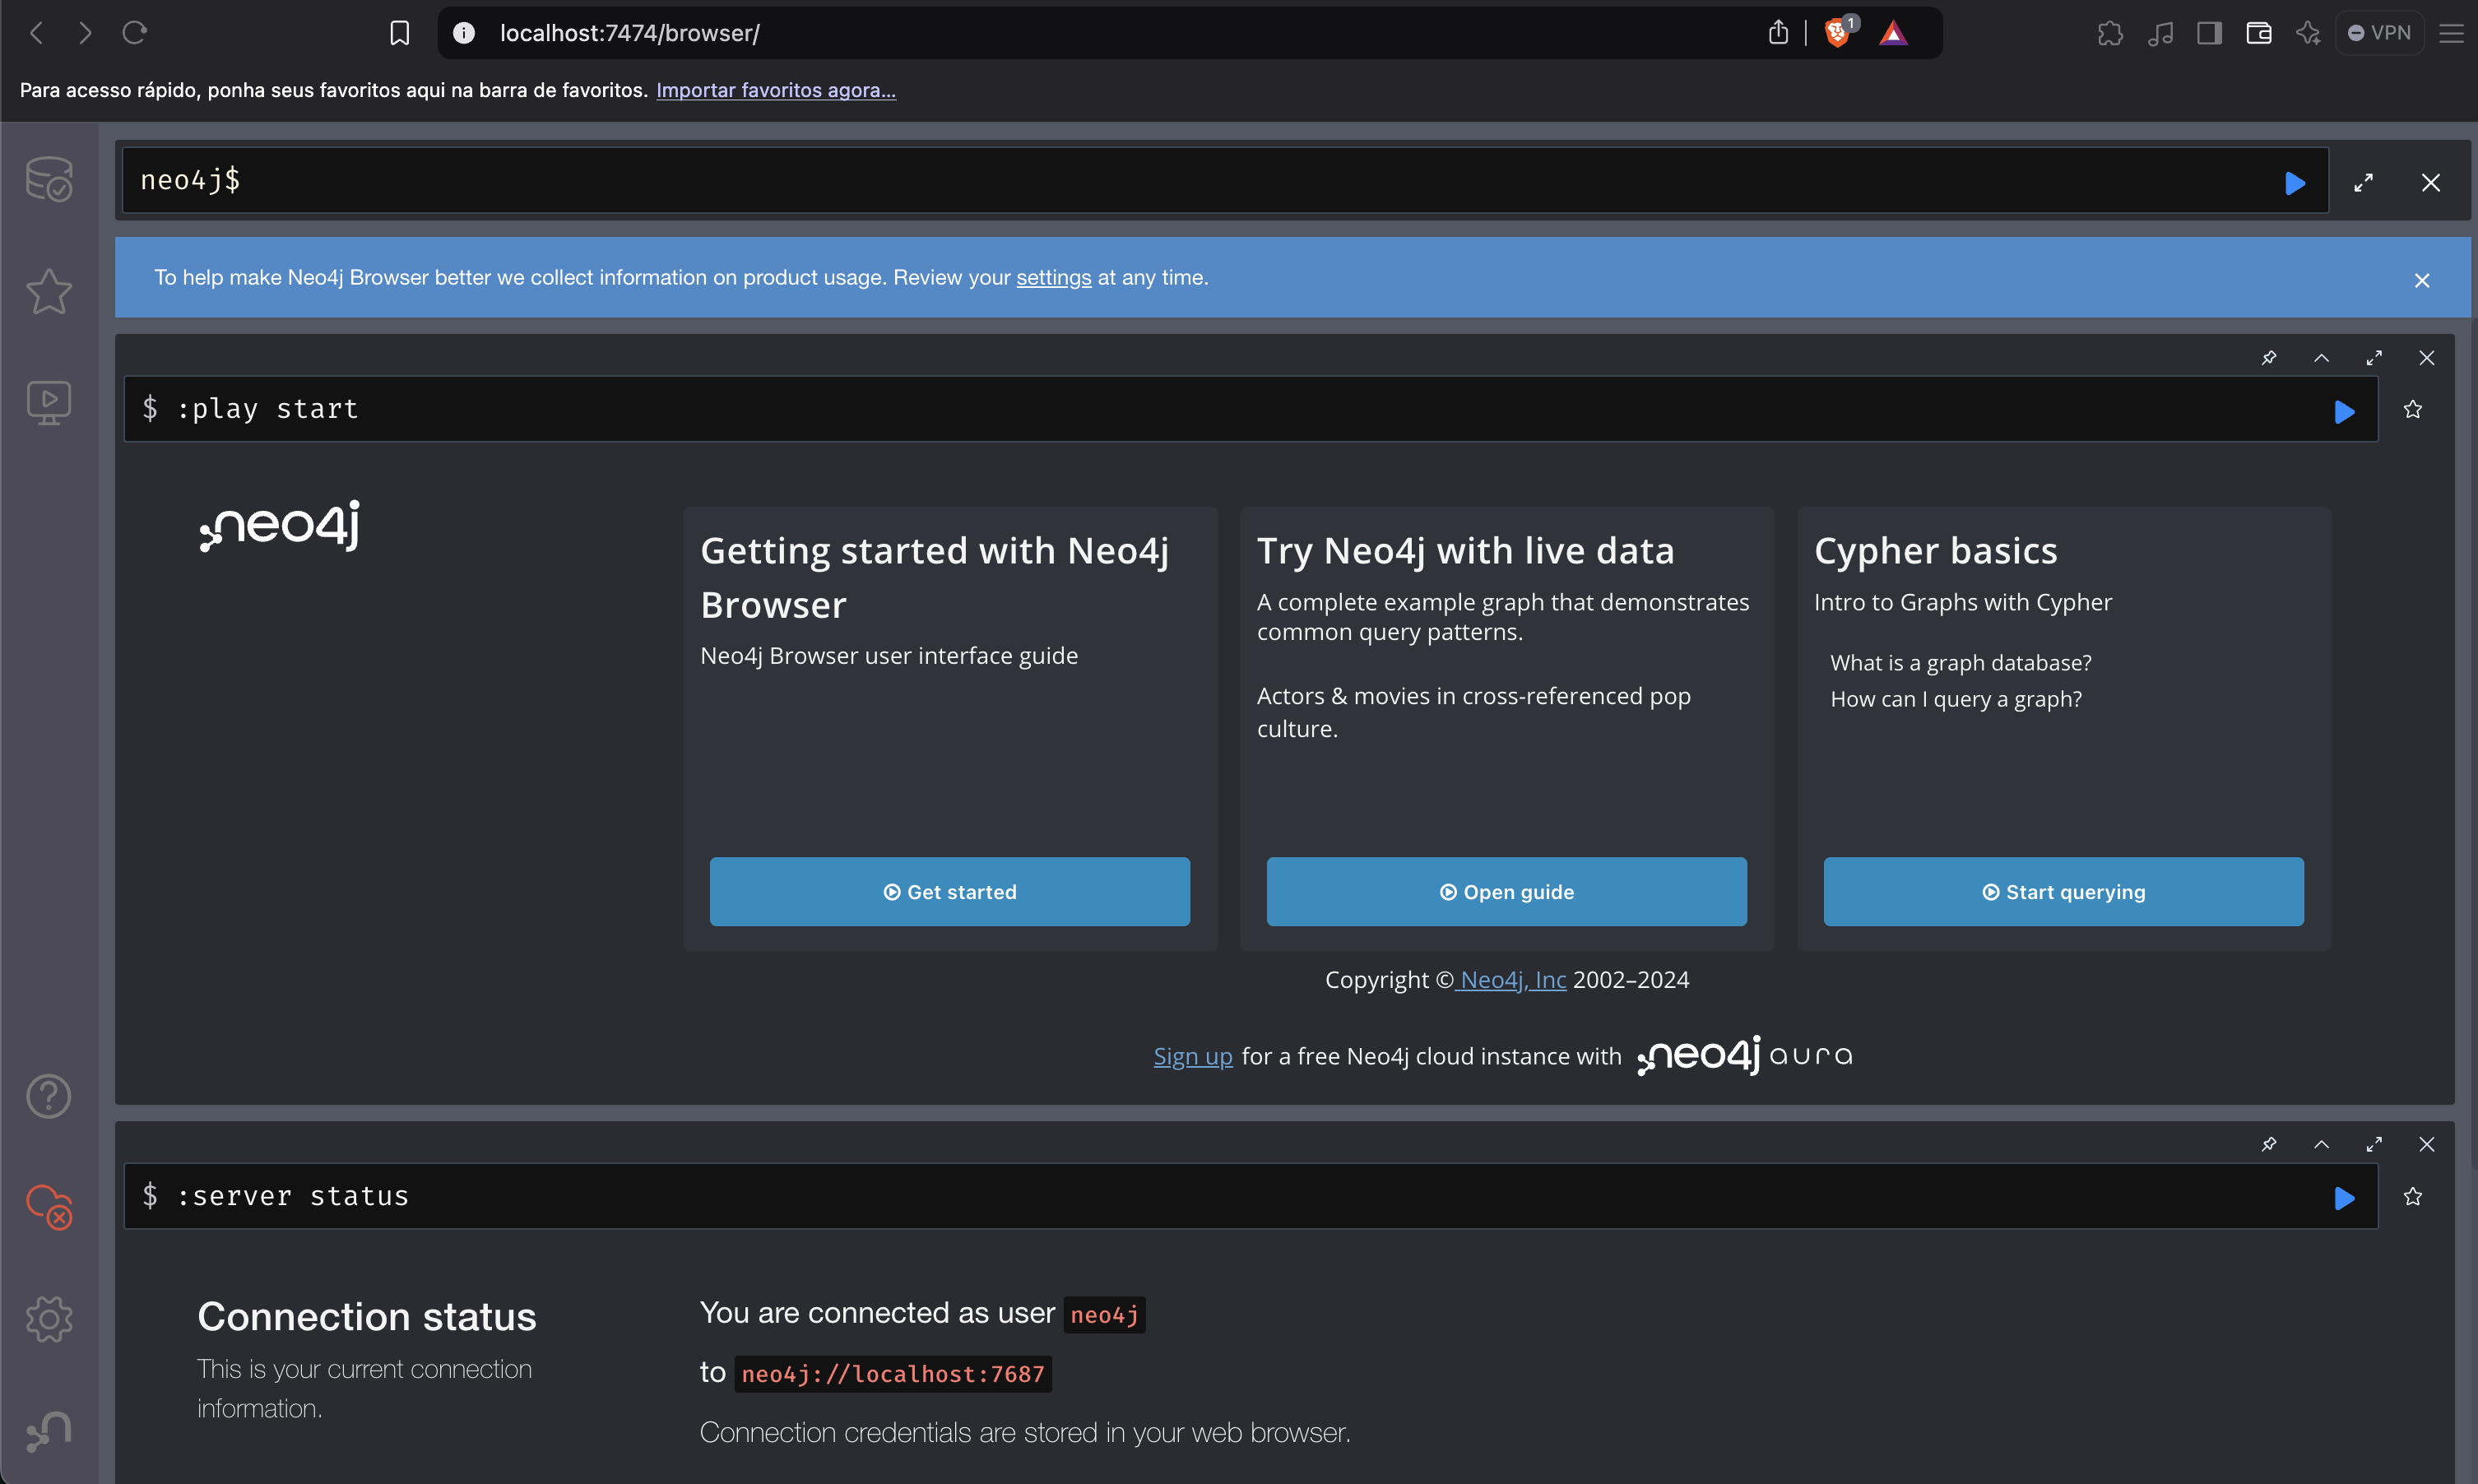 localhost:7474/browser/
1
VPN
Para acesso rápido, ponha seus favoritos aqui na barra de favoritos. Importar favoritos agora...
neo4j$
To help make Neo4j Browser better we collect information on product usage. Review your settings at any time.
$ :play start
neo4j
Getting started with Neo4j
Browser
Neo4j Browser user interface guide
Get started
Try Neo4j with live data
A complete example graph that demonstrates
common query patterns.
Actors & movies in cross-referenced pop
culture.
Open guide
Cypher basics
Intro to Graphs with Cypher
What is a graph database?
How can I query a graph?
Start querying
Copyright © Neo4j, Inc 2002–2024
Sign up for a free Neo4j cloud instance with neo4j aura
$ :server status
Connection status
This is your current connection
information.
You are connected as user neo4j
to neo4j://localhost:7687
Connection credentials are stored in your web browser.